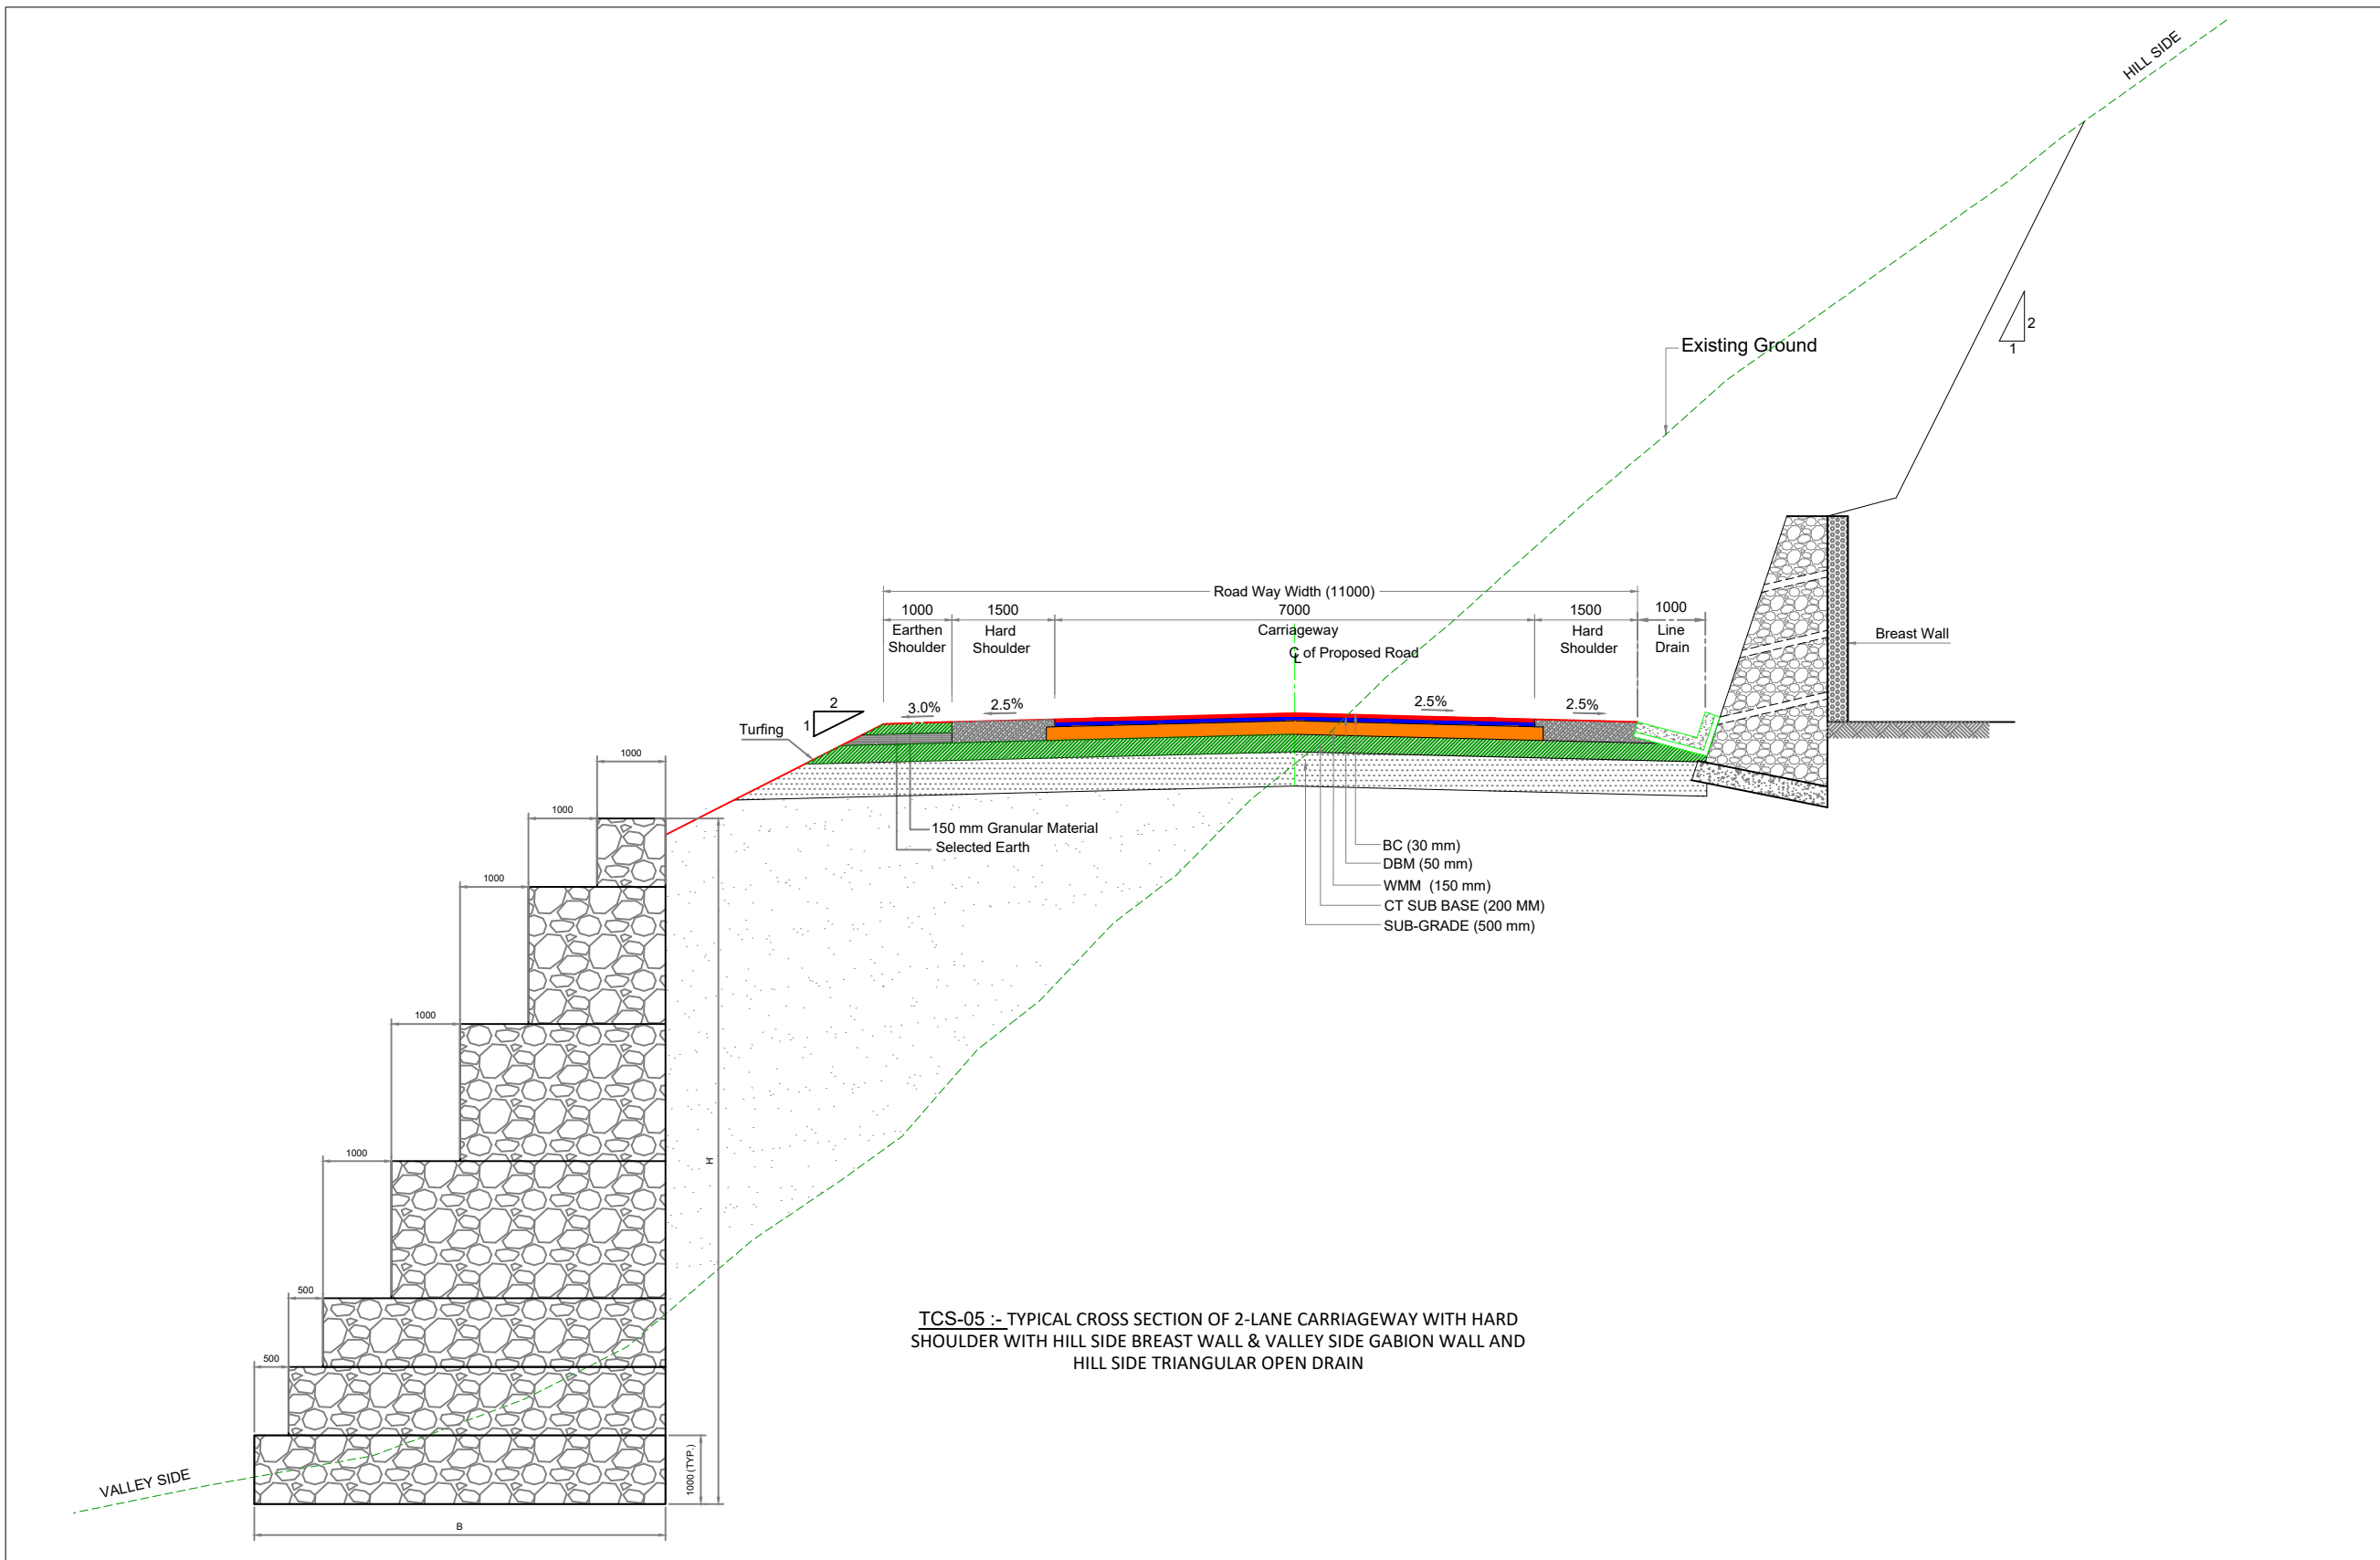 HILL SIDE
2
1
Existing Ground
Road Way Width (11000)
1000
1500
7000
1500
1000
Earthen
Shoulder
Hard
Shoulder
Carriageway
Hard
Shoulder
Line
Drain
℄ of Proposed Road
Breast Wall
2
1
3.0%
2.5%
2.5%
2.5%
Turfing
1000
1000
1000
1000
1000
500
500
150 mm Granular Material
Selected Earth
BC (30 mm)
DBM (50 mm)
WMM (150 mm)
CT SUB BASE (200 MM)
SUB-GRADE (500 mm)
H
TCS-05 :- TYPICAL CROSS SECTION OF 2-LANE CARRIAGEWAY WITH HARD
SHOULDER WITH HILL SIDE BREAST WALL & VALLEY SIDE GABION WALL AND
HILL SIDE TRIANGULAR OPEN DRAIN
1000 (TYP.)
VALLEY SIDE
B